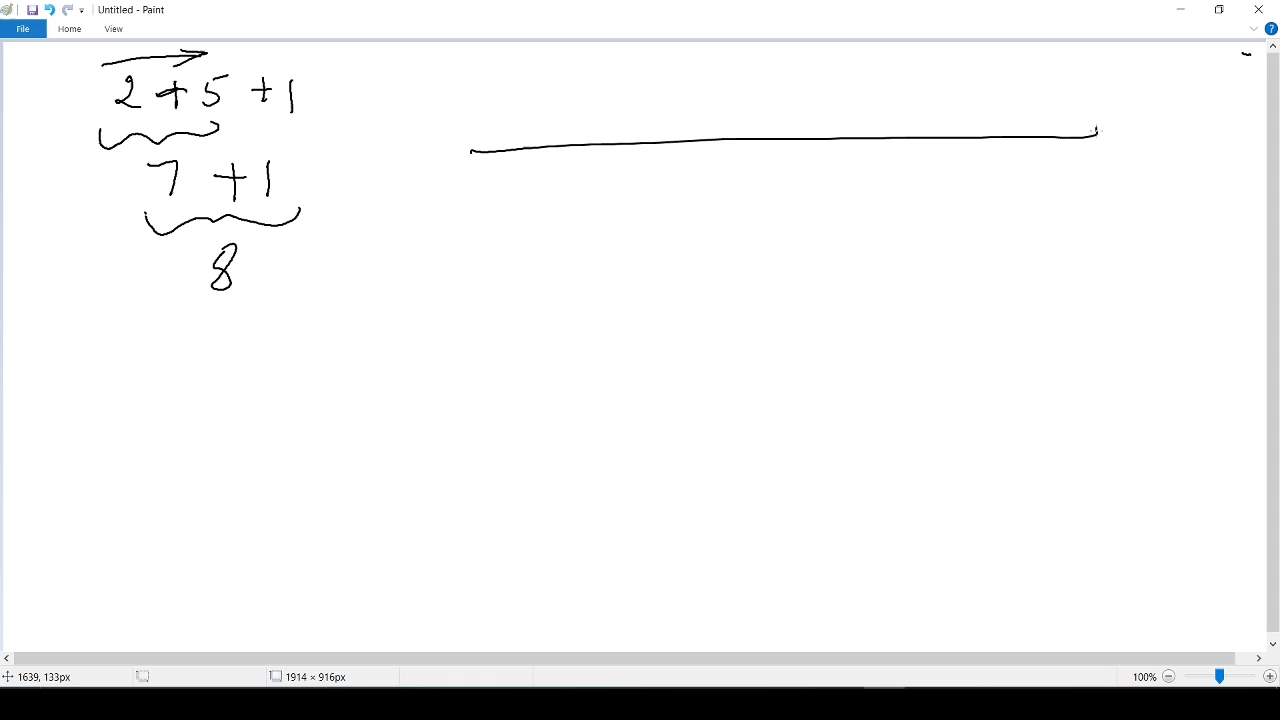 Untitled - Paint
File Home View
2 + 5 + 1
7 + 1
8
1639, 133px 1914 × 916px 100%